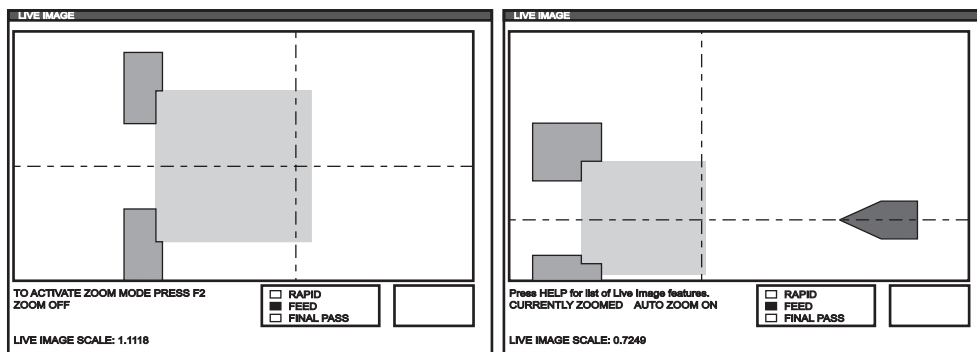 LIVE IMAGE
TO ACTIVATE ZOOM MODE PRESS F2
ZOOM OFF
RAPID
FEED
FINAL PASS
LIVE IMAGE SCALE: 1.1118
LIVE IMAGE
Press HELP for list of Live Image features.
CURRENTLY ZOOMED AUTO ZOOM ON
RAPID
FEED
FINAL PASS
LIVE IMAGE SCALE: 0.7249